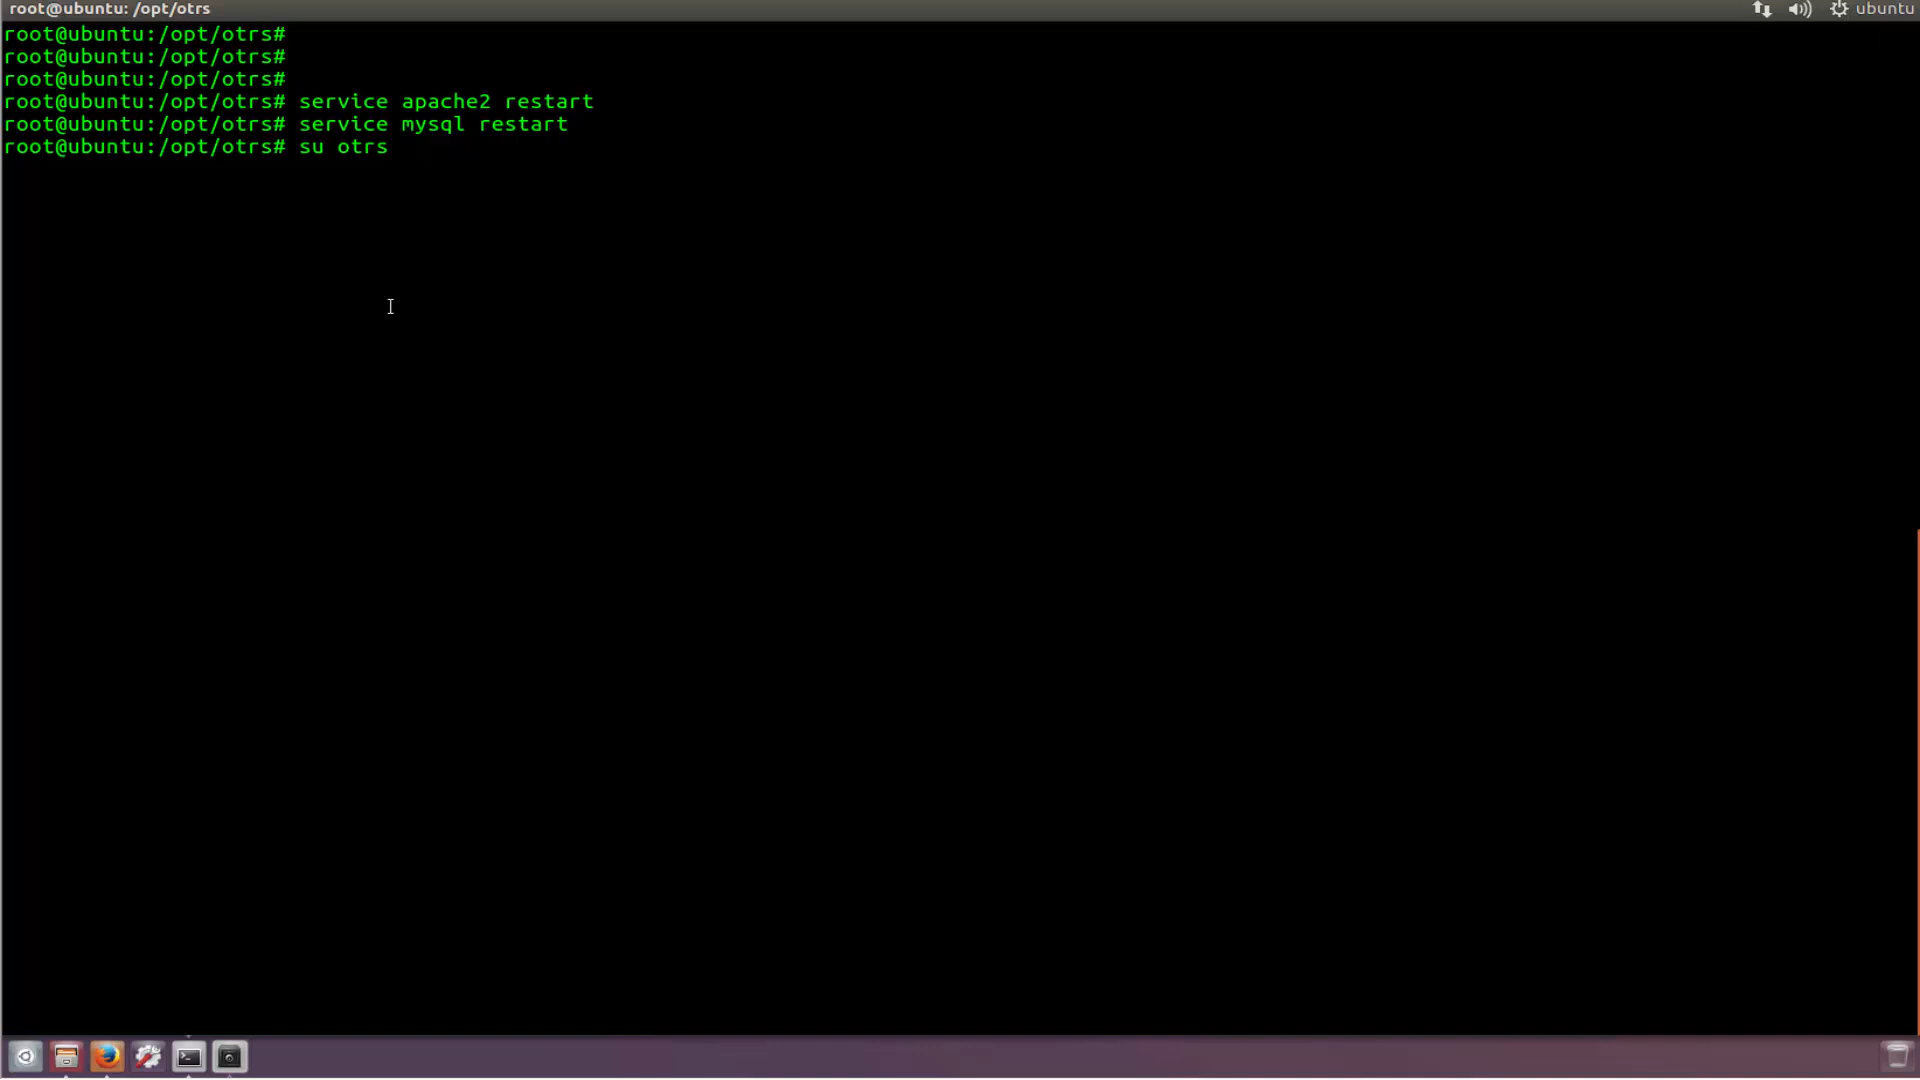 root@ubuntu: /opt/otrs
ubuntu
root@ubuntu:/opt/otrs#
root@ubuntu:/opt/otrs#
root@ubuntu:/opt/otrs#
root@ubuntu:/opt/otrs# service apache2 restart
root@ubuntu:/opt/otrs# service mysql restart
root@ubuntu:/opt/otrs# su otrs